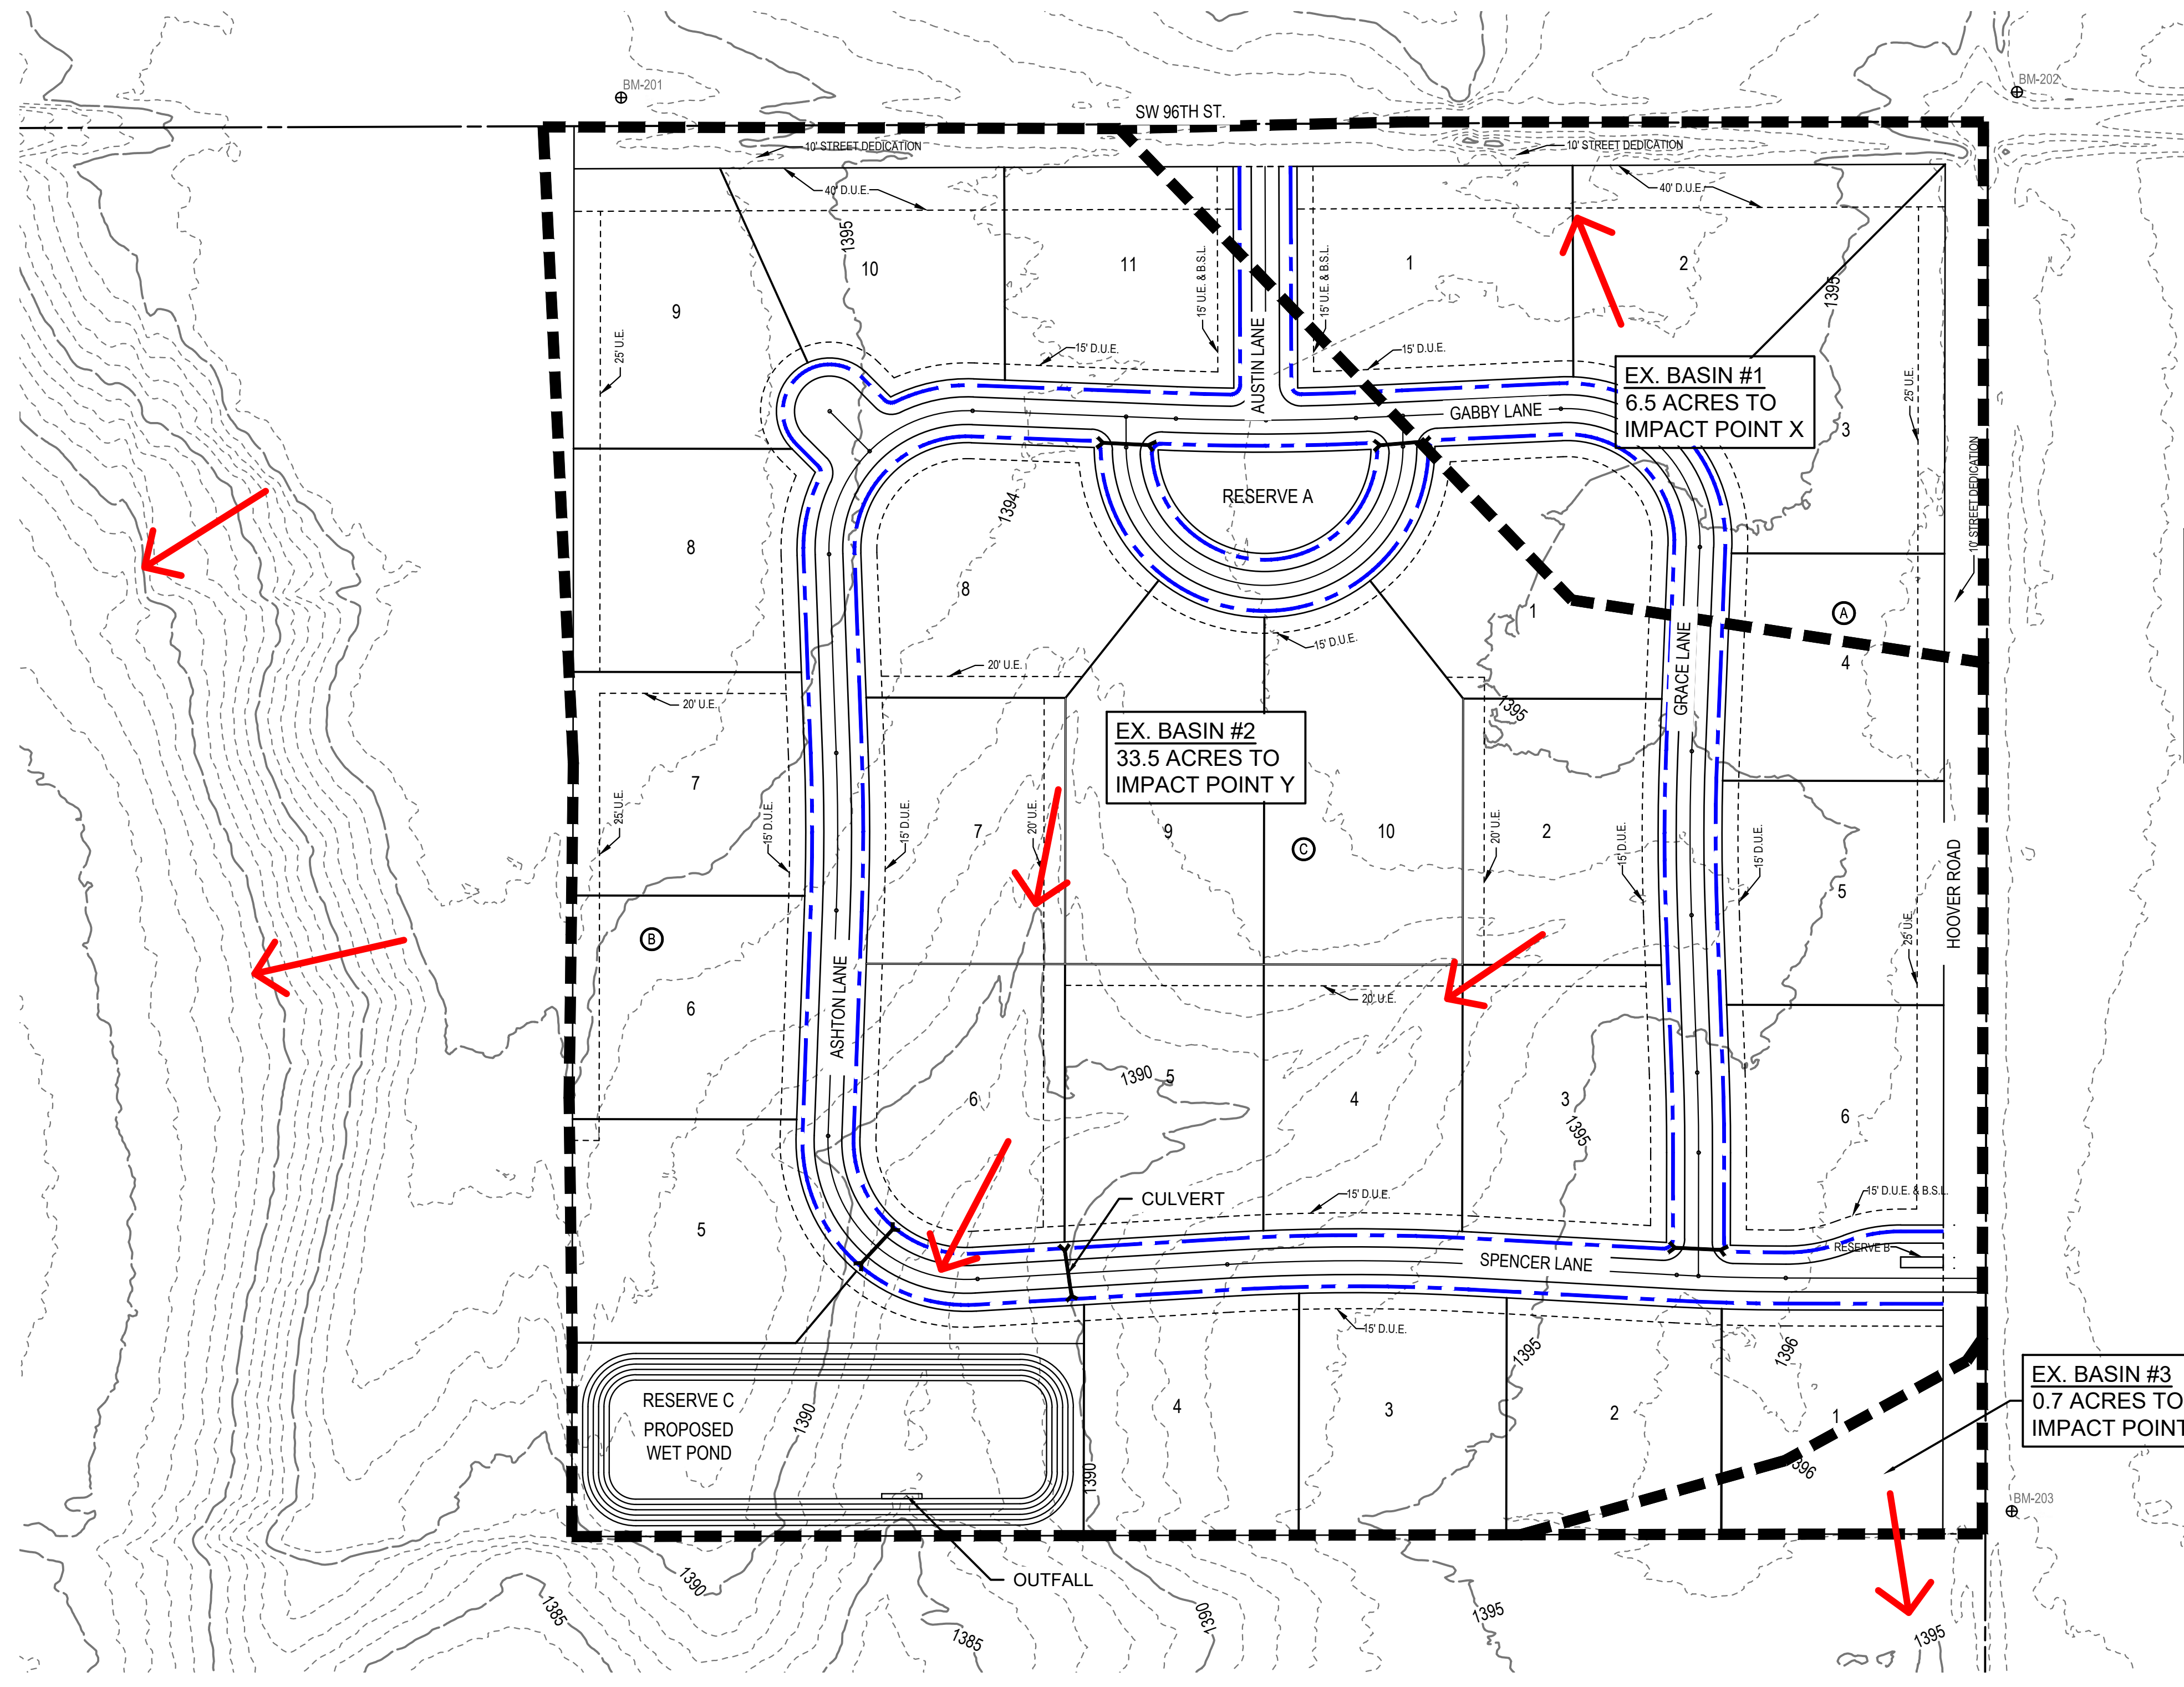 BM-201
BM-202
SW 96TH ST.
10' STREET DEDICATION
10' STREET DEDICATION
40' D.U.E.
40' D.U.E.
1395
10
11
15' U.E. & B.S.L.
15' U.E. & B.S.L.
1
2
1395
9
25' U.E.
15' D.U.E.
AUSTIN LANE
15' D.U.E.
EX. BASIN #1
6.5 ACRES TO
IMPACT POINT X
25' U.E.
GABBY LANE
3
10' STREET DEDICATION
1394
RESERVE A
8
8
1
A
15' D.U.E.
20' U.E.
GRACE LANE
4
20' U.E.
1395
EX. BASIN #2
33.5 ACRES TO
IMPACT POINT Y
7
25' U.E.
15' D.U.E.
15' D.U.E.
7
20' U.E.
9
C
10
20' U.E.
2
15' D.U.E.
15' D.U.E.
5
HOOVER ROAD
B
25' U.E.
6
ASHTON LANE
20' U.E.
1390
5
6
4
3
1395
6
CULVERT
15' D.U.E.
15' D.U.E. & B.S.L.
5
SPENCER LANE
RESERVE B
15' D.U.E.
1395
1396
EX. BASIN #3
0.7 ACRES TO
IMPACT POINT
RESERVE C
PROPOSED
WET POND
1390
4
3
2
1
1390
1396
BM-203
OUTFALL
1390
1385
1390
1385
1395
1395